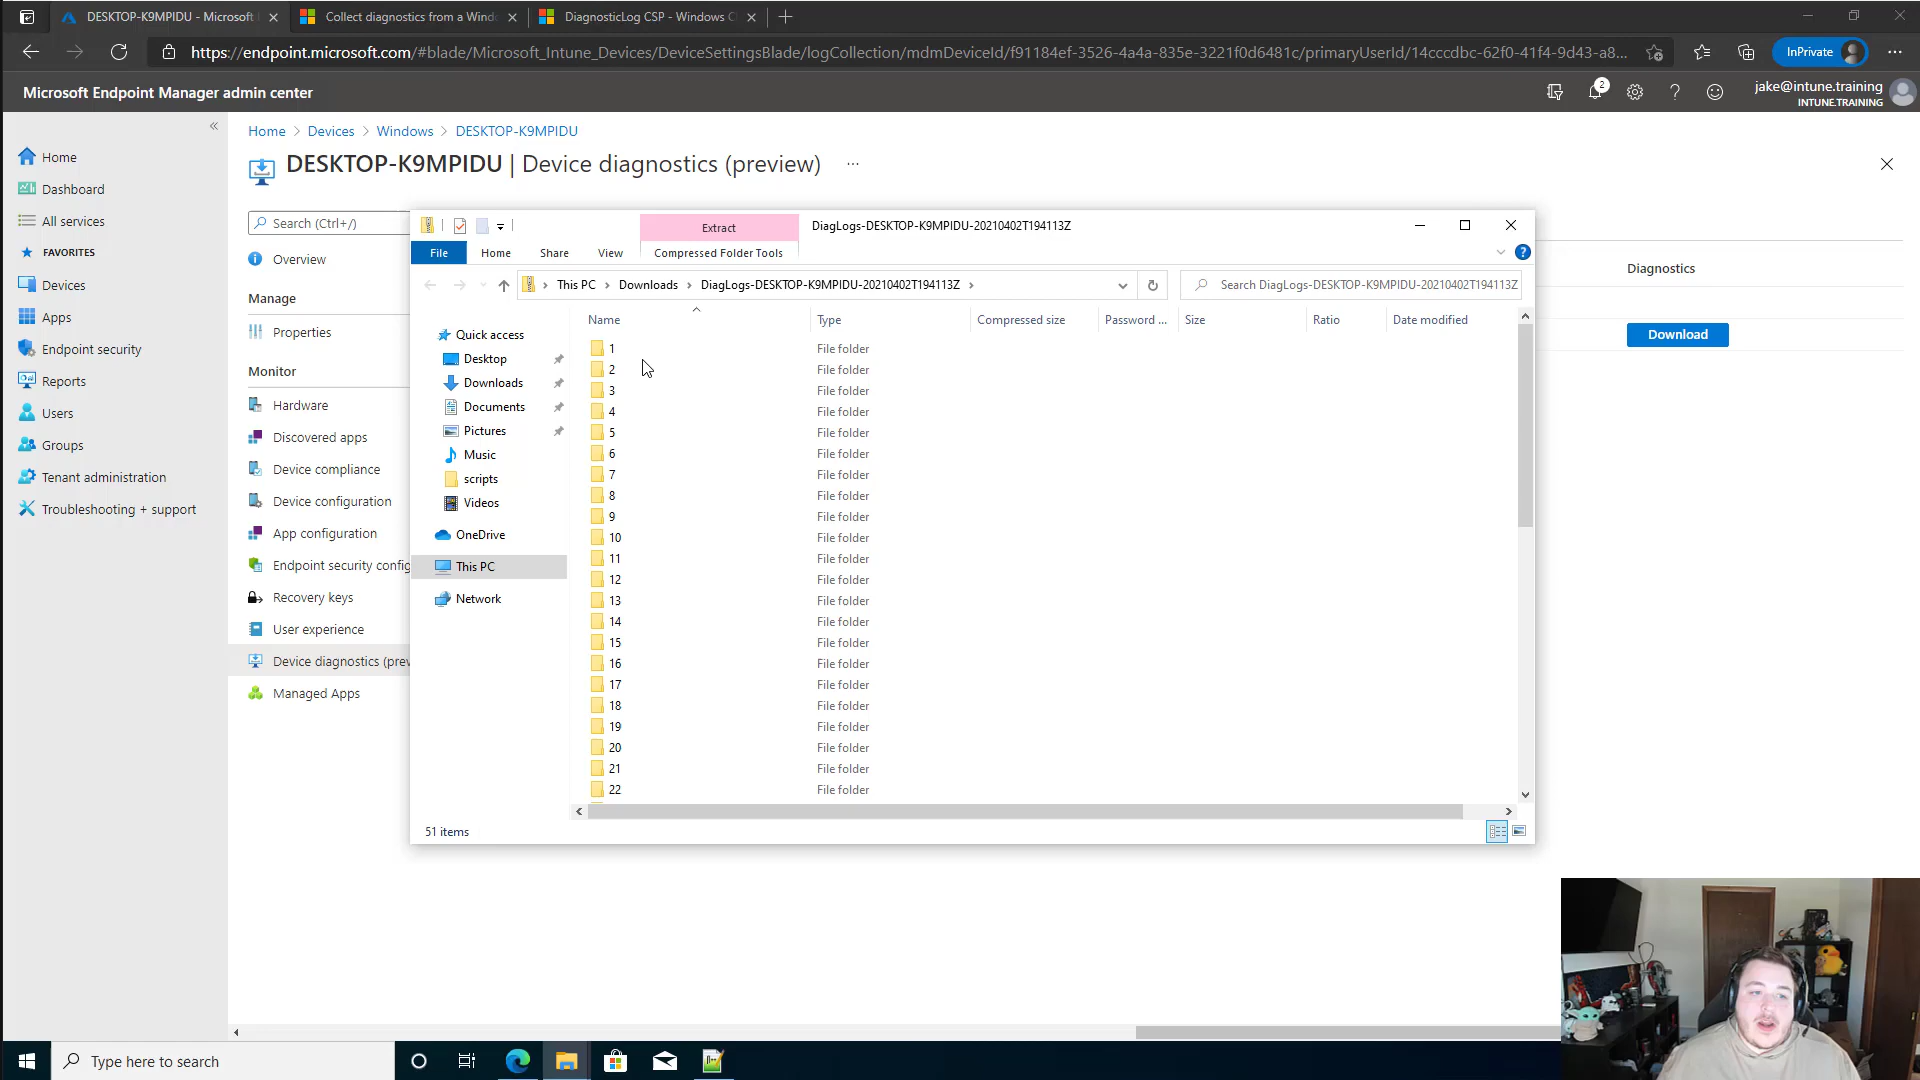 DESKTOP-K9MPIDU - Microsoft
Collect diagnostics from a Windo
DiagnosticLog CSP - Windows C
https://endpoint.microsoft.com/#blade/Microsoft_Intune_Devices/DeviceSettingsBlade/logCollection/mdmDeviceId/f91184ef-3526-4a4a-835e-3221f0d6481c/primaryUserId/14cccdbc-62f0-41f4-9d43-a8...
InPrivate
Microsoft Endpoint Manager admin center
2
jake@intune.training
INTUNE.TRAINING
Home
Dashboard
All services
FAVORITES
Devices
Apps
Endpoint security
Reports
Users
Groups
Tenant administration
Troubleshooting + support
Home > Devices > Windows > DESKTOP-K9MPIDU
DESKTOP-K9MPIDU | Device diagnostics (preview) ...
Search (Ctrl+/)
Overview
Manage
Properties
Monitor
Hardware
Discovered apps
Device compliance
Device configuration
App configuration
Endpoint security config
Recovery keys
User experience
Device diagnostics (prev
Managed Apps
Diagnostics
Download
Extract
DiagLogs-DESKTOP-K9MPIDU-20210402T194113Z
File
Home
Share
View
Compressed Folder Tools
This PC > Downloads > DiagLogs-DESKTOP-K9MPIDU-20210402T194113Z >
Search DiagLogs-DESKTOP-K9MPIDU-20210402T194113Z
Quick access
Desktop
Downloads
Documents
Pictures
Music
scripts
Videos
OneDrive
This PC
Network
Name Type Compressed size Password ... Size Ratio Date modified
1 File folder
2 File folder
3 File folder
4 File folder
5 File folder
6 File folder
7 File folder
8 File folder
9 File folder
10 File folder
11 File folder
12 File folder
13 File folder
14 File folder
15 File folder
16 File folder
17 File folder
18 File folder
19 File folder
20 File folder
21 File folder
22 File folder
51 items
Type here to search